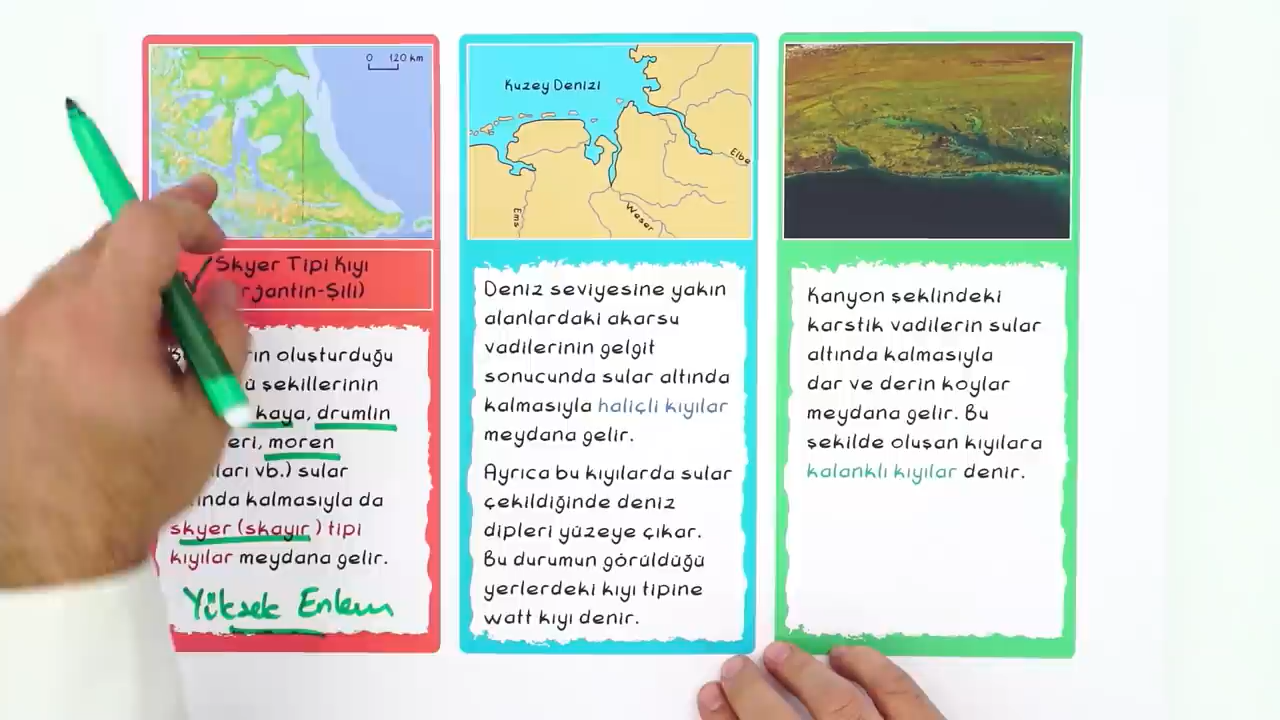 0 120 km
Skyer Tipi Kıyı
rjantin-Şili)
rın oluşturduğu
ü şekillerinin
kaya, drumlin
eri, moren
ları vb.) sular
ında kalmasıyla da
skyer (skayır) tipi
kıyılar meydana gelir.
Yüksek Enlem
Kuzey Denizi
Elbe
Ems
Weser
Deniz seviyesine yakın
alanlardaki akarsu
vadilerinin gelgit
sonucunda sular altında
kalmasıyla haliçli kıyılar
meydana gelir.
Ayrıca bu kıyılarda sular
çekildiğinde deniz
dipleri yüzeye çıkar.
Bu durumun görüldüğü
yerlerdeki kıyı tipine
watt kıyı denir.
Kanyon şeklindeki
karstik vadilerin sular
altında kalmasıyla
dar ve derin koylar
meydana gelir. Bu
şekilde oluşan kıyılara
kalanklı kıyılar denir.